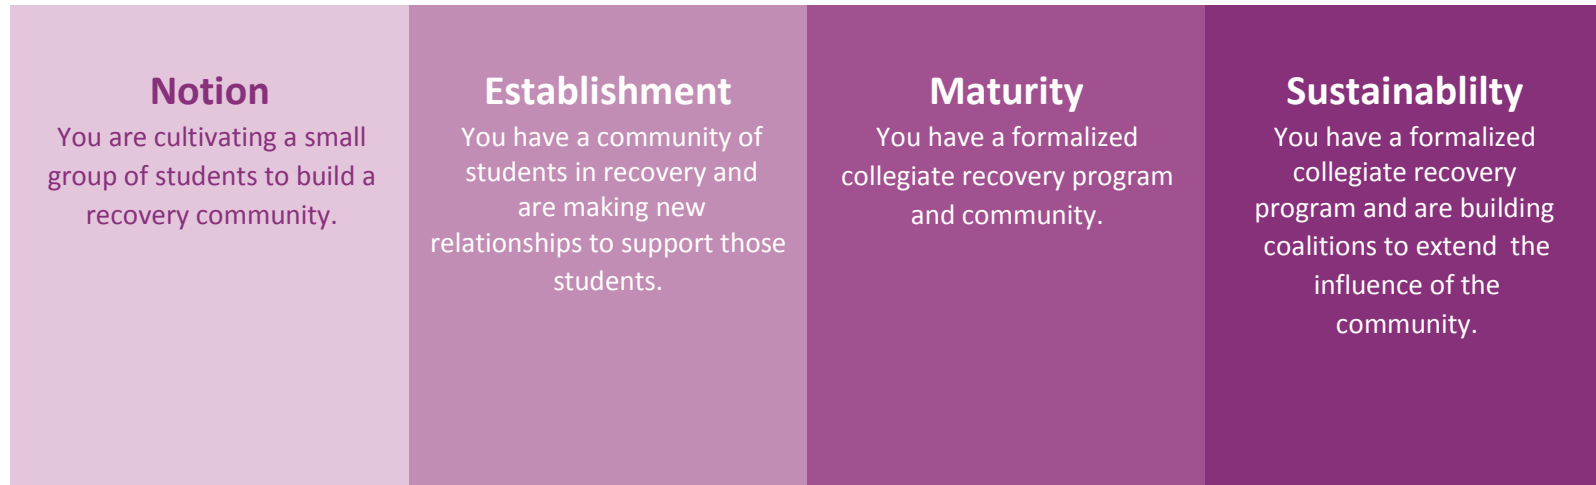 Notion
You are cultivating a small
group of students to build a
recovery community.
Establishment
You have a community of
students in recovery and
are making new
relationships to support those
students.
Maturity
You have a formalized
collegiate recovery program
and community.
Sustainablilty
You have a formalized
collegiate recovery
program and are building
coalitions to extend  the
influence of the
community.